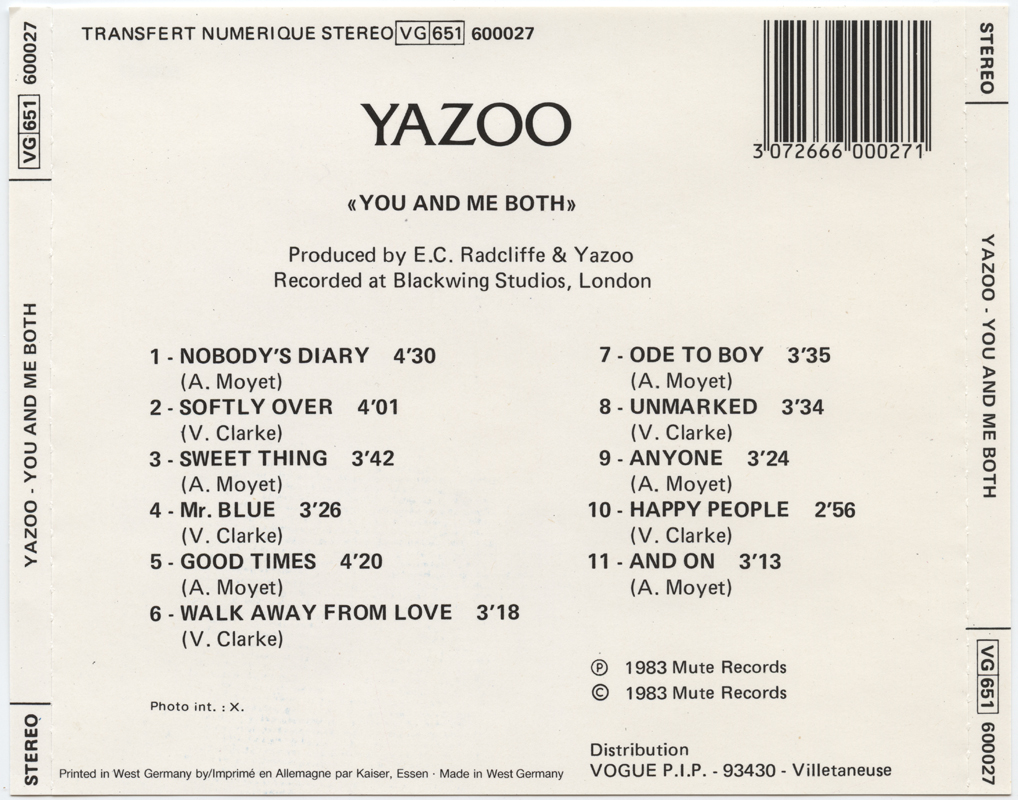 TRANSFERT NUMERIQUE STEREO VG 651 600027
3 072666 000271
YAZOO
«YOU AND ME BOTH»
Produced by E.C. Radcliffe & Yazoo
Recorded at Blackwing Studios, London
1 - NOBODY'S DIARY 4'30
(A. Moyet)
2 - SOFTLY OVER 4'01
(V. Clarke)
3 - SWEET THING 3'42
(A. Moyet)
4 - Mr. BLUE 3'26
(V. Clarke)
5 - GOOD TIMES 4'20
(A. Moyet)
6 - WALK AWAY FROM LOVE 3'18
(V. Clarke)
7 - ODE TO BOY 3'35
(A. Moyet)
8 - UNMARKED 3'34
(V. Clarke)
9 - ANYONE 3'24
(A. Moyet)
10 - HAPPY PEOPLE 2'56
(V. Clarke)
11 - AND ON 3'13
(A. Moyet)
Ⓟ 1983 Mute Records
© 1983 Mute Records
Photo int. : X.
Distribution
VOGUE P.I.P. - 93430 - Villetaneuse
Printed in West Germany by/Imprimé en Allemagne par Kaiser, Essen · Made in West Germany
STEREO YAZOO - YOU AND ME BOTH VG 651 600027
STEREO YAZOO - YOU AND ME BOTH VG 651 600027